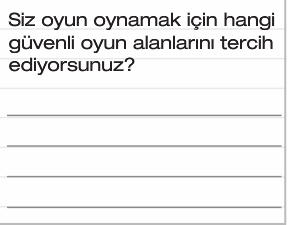 Siz oyun oynamak için hangi
güvenli oyun alanlarını tercih
ediyorsunuz?